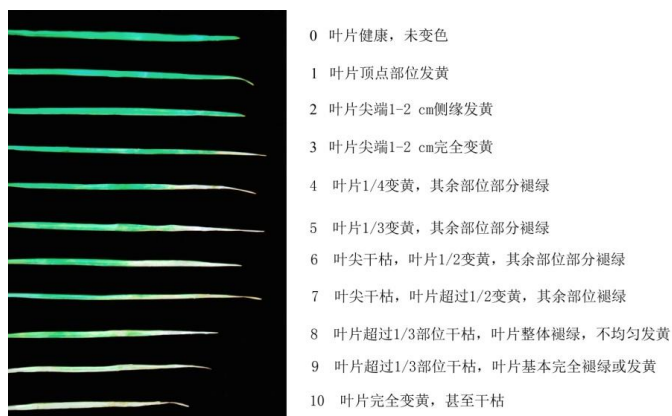 0 叶片健康，未变色
1 叶片顶点部位发黄
2 叶片尖端1-2 cm侧缘发黄
3 叶片尖端1-2 cm完全变黄
4 叶片1/4变黄，其余部位部分褪绿
5 叶片1/3变黄，其余部位部分褪绿
6 叶尖干枯，叶片1/2变黄，其余部位部分褪绿
7 叶尖干枯，叶片超过1/2变黄，其余部位褪绿
8 叶片超过1/3部位干枯，叶片整体褪绿，不均匀发黄
9 叶片超过1/3部位干枯，叶片基本完全褪绿或发黄
10 叶片完全变黄，甚至干枯